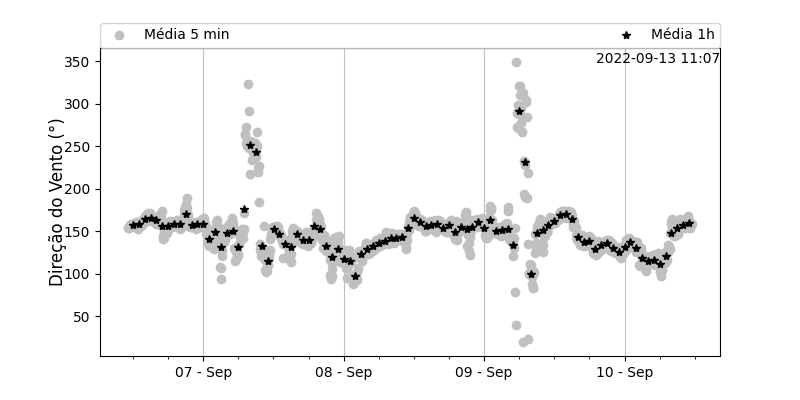 Média 5 min
Média 1h
2022-09-13 11:07
Direção do Vento (°)
350
300
250
200
150
100
50
07 - Sep
08 - Sep
09 - Sep
10 - Sep